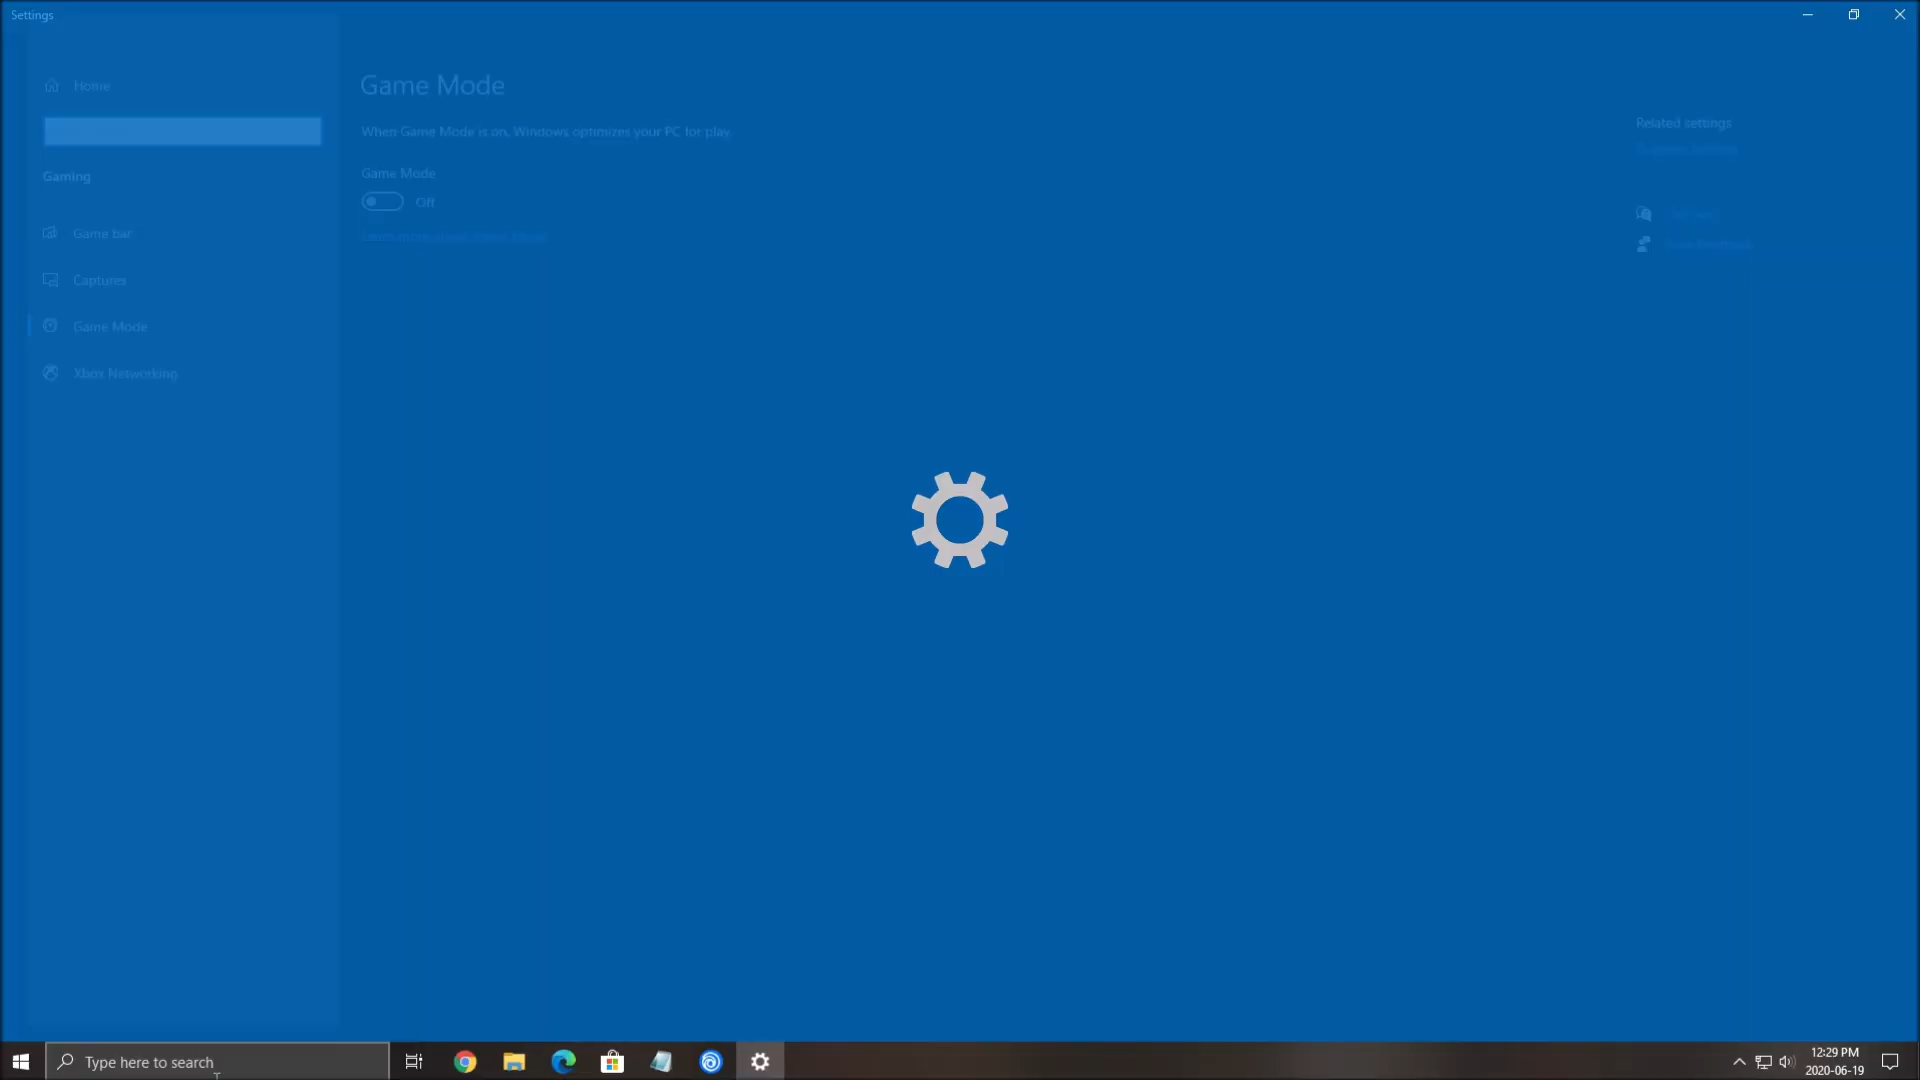 Settings
Home
Game Mode
When Game Mode is on, Windows optimizes your PC for play.
Related settings
Gaming
Game Mode
Off
Game bar
Captures
Game Mode
Xbox Networking
Type here to search
12:29 PM
2020-06-19